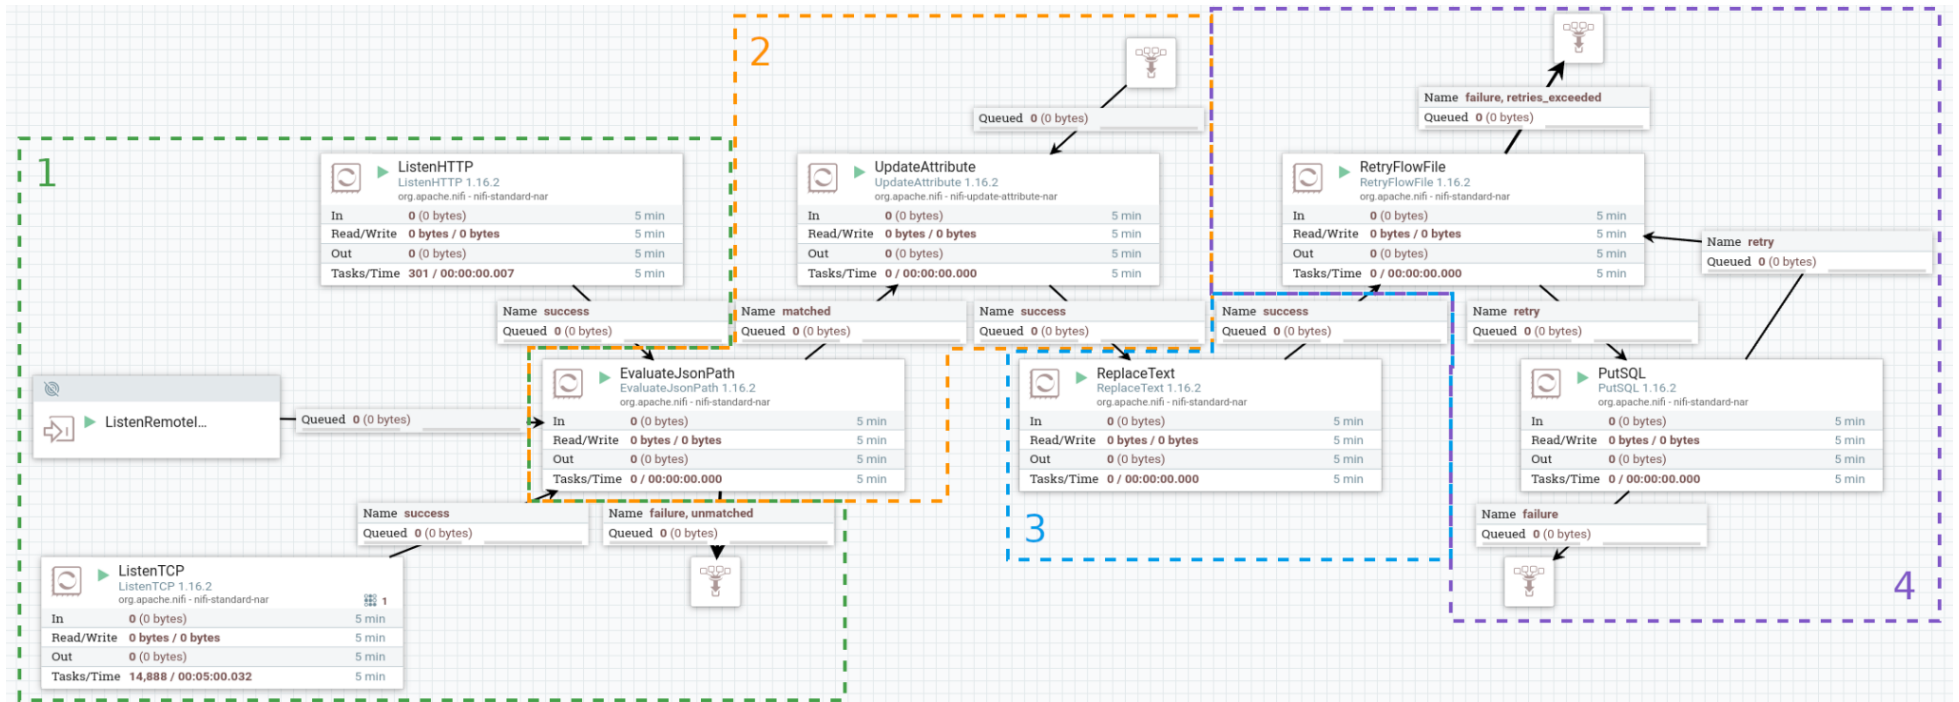 1
ListenHTTP
ListenHTTP 1.16.2
org.apache.nifi - nifi-standard-nar
In 0 (0 bytes) 5 min
Read/Write 0 bytes / 0 bytes 5 min
Out 0 (0 bytes) 5 min
Tasks/Time 301 / 00:00:00.007 5 min
Name success
Queued 0 (0 bytes)
ListenRemoteI...
Queued 0 (0 bytes)
Name success
Queued 0 (0 bytes)
ListenTCP
ListenTCP 1.16.2
org.apache.nifi - nifi-standard-nar
1
In 0 (0 bytes) 5 min
Read/Write 0 bytes / 0 bytes 5 min
Out 0 (0 bytes) 5 min
Tasks/Time 14,888 / 00:05:00.032 5 min
EvaluateJsonPath
EvaluateJsonPath 1.16.2
org.apache.nifi - nifi-standard-nar
In 0 (0 bytes) 5 min
Read/Write 0 bytes / 0 bytes 5 min
Out 0 (0 bytes) 5 min
Tasks/Time 0 / 00:00:00.000 5 min
Name failure, unmatched
Queued 0 (0 bytes)
2
Queued 0 (0 bytes)
UpdateAttribute
UpdateAttribute 1.16.2
org.apache.nifi - nifi-update-attribute-nar
In 0 (0 bytes) 5 min
Read/Write 0 bytes / 0 bytes 5 min
Out 0 (0 bytes) 5 min
Tasks/Time 0 / 00:00:00.000 5 min
Name matched
Queued 0 (0 bytes)
Name success
Queued 0 (0 bytes)
ReplaceText
ReplaceText 1.16.2
org.apache.nifi - nifi-standard-nar
In 0 (0 bytes) 5 min
Read/Write 0 bytes / 0 bytes 5 min
Out 0 (0 bytes) 5 min
Tasks/Time 0 / 00:00:00.000 5 min
3
Name success
Queued 0 (0 bytes)
Name failure, retries_exceeded
Queued 0 (0 bytes)
RetryFlowFile
RetryFlowFile 1.16.2
org.apache.nifi - nifi-standard-nar
In 0 (0 bytes) 5 min
Read/Write 0 bytes / 0 bytes 5 min
Out 0 (0 bytes) 5 min
Tasks/Time 0 / 00:00:00.000 5 min
Name retry
Queued 0 (0 bytes)
Name retry
Queued 0 (0 bytes)
PutSQL
PutSQL 1.16.2
org.apache.nifi - nifi-standard-nar
In 0 (0 bytes) 5 min
Read/Write 0 bytes / 0 bytes 5 min
Out 0 (0 bytes) 5 min
Tasks/Time 0 / 00:00:00.000 5 min
Name failure
Queued 0 (0 bytes)
4